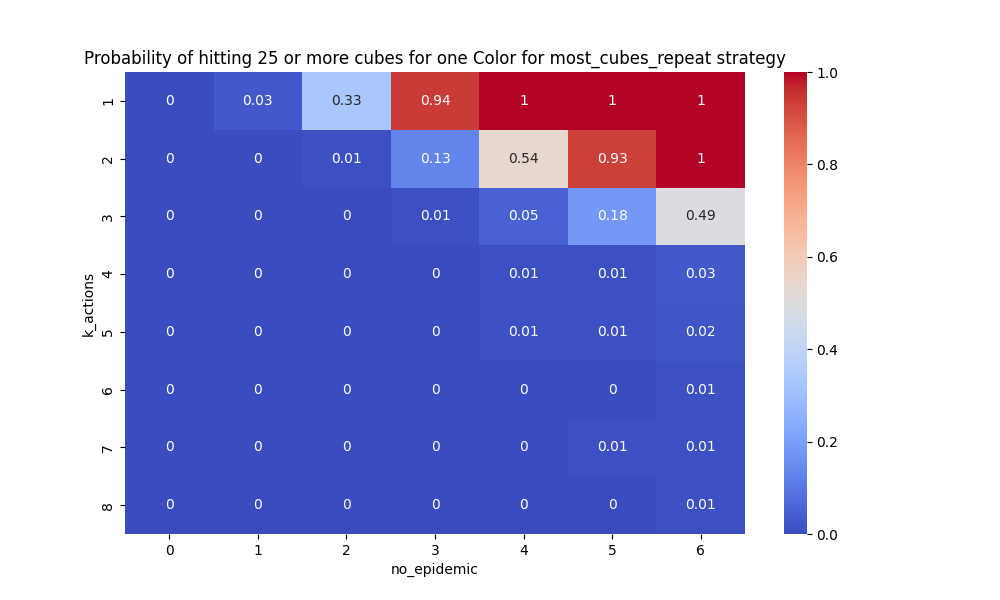 Probability of hitting 25 or more cubes for one Color for most_cubes_repeat strategy
1 0 0.03 0.33 0.94 1 1 1
2 0 0 0.01 0.13 0.54 0.93 1
3 0 0 0 0.01 0.05 0.18 0.49
4 0 0 0 0 0.01 0.01 0.03
5 0 0 0 0 0.01 0.01 0.02
6 0 0 0 0 0 0 0.01
7 0 0 0 0 0 0.01 0.01
8 0 0 0 0 0 0 0.01
0 1 2 3 4 5 6
no_epidemic
k_actions
1.0
0.8
0.6
0.4
0.2
0.0